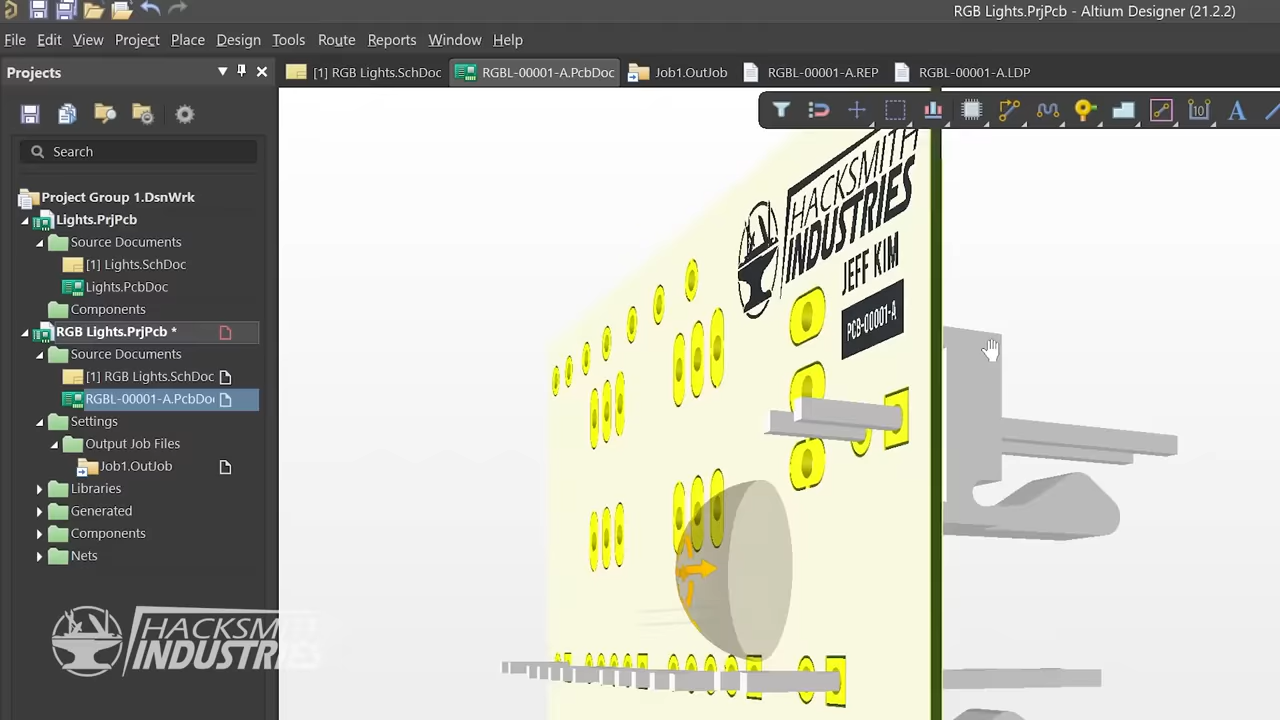 RGB Lights.PrjPcb - Altium Designer (21.2.2)
File Edit View Project Place Design Tools Route Reports Window Help
Projects
[1] RGB Lights.SchDoc
RGBL-00001-A.PcbDoc
Job1.OutJob
RGBL-00001-A.REP
RGBL-00001-A.LDP
Search
Project Group 1.DsnWrk
Lights.PrjPcb
Source Documents
[1] Lights.SchDoc
Lights.PcbDoc
Components
RGB Lights.PrjPcb *
Source Documents
[1] RGB Lights.SchDoc
RGBL-00001-A.PcbDoc
Settings
Output Job Files
Job1.OutJob
Libraries
Generated
Components
Nets
HACKSMITH
INDUSTRIES
JEFF KIM
PCB-00001-A
HACKSMITH
INDUSTRIES